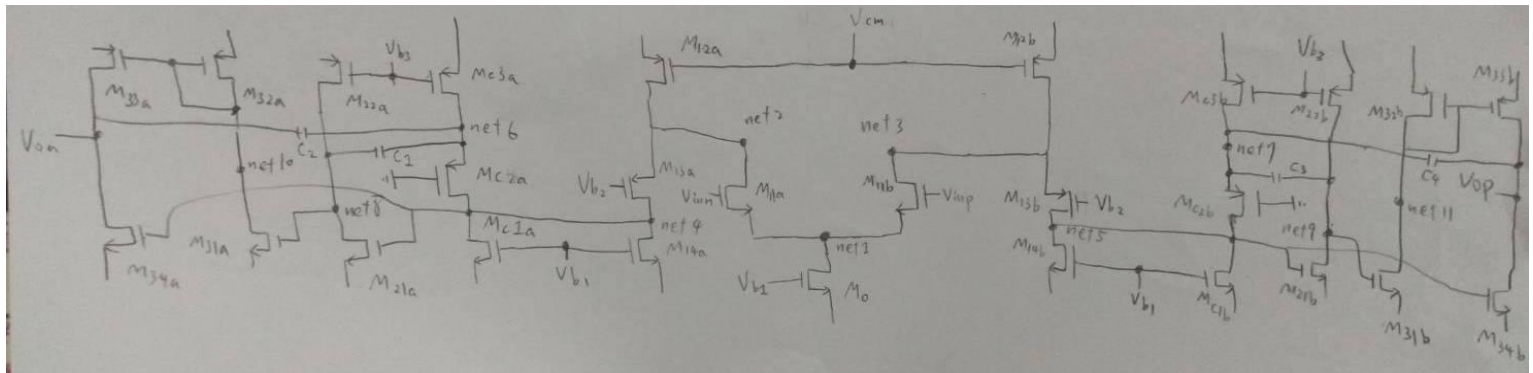 Vcm
M12a
M12b
Vb3
Mc3a
M33a
M32a
M22a
net6
C2
C1
Von
net10
Mc2a
net8
M31a
M34a
M21a
Mc1a
Vb1
M14a
net4
Vb2
M13a
net2
Vinn
M11a
net3
M11b
Vinp
net1
Vb1
M0
M13b
Vb2
net5
M14b
Vb1
Mc1b
Mc3b
Vb3
M22b
net7
C3
Mc2b
net9
M21b
M31b
M32b
M33b
C4
Vop
net11
M34b